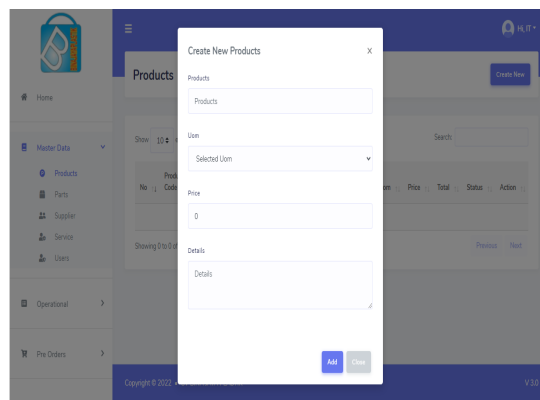 Hi, IT
Create New Products
X
Products
Create New
Products
Products
Home
Show 10
Search:
Uom
Master Data
Selected Uom
Products
No
Code
Price
Total
Status
Action
Parts
Price
Supplier
0
Service
Showing 0 to 0 of
Previous
Next
Users
Details
Details
Operational
Pre Orders
Add
Close
Copyright © 2022
V 3.0